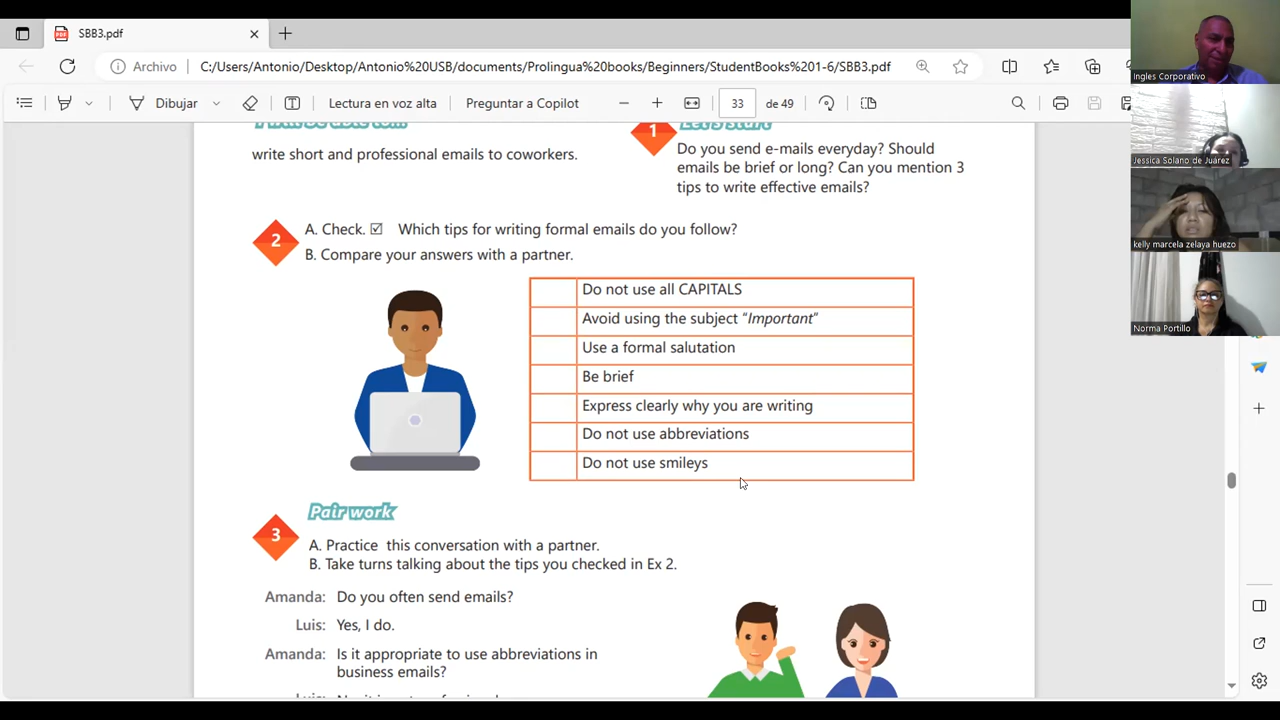 SBB3.pdf
Archivo
C:/Users/Antonio/Desktop/Antonio%20USB/documents/Prolingua%20books/Beginners/StudentBooks%201-6/SBB3.pdf
Dibujar
Lectura en voz alta
Preguntar a Copilot
33
de 49
Ingles Corporativo
Jessica Solano de Juárez
kelly marcela zelaya huezo
Norma Portillo
1
Let's start
write short and professional emails to coworkers.
Do you send e-mails everyday? Should
emails be brief or long? Can you mention 3
tips to write effective emails?
2
A. Check. ☑ Which tips for writing formal emails do you follow?
B. Compare your answers with a partner.
Do not use all CAPITALS
Avoid using the subject “Important”
Use a formal salutation
Be brief
Express clearly why you are writing
Do not use abbreviations
Do not use smileys
Pair work
3
A. Practice this conversation with a partner.
B. Take turns talking about the tips you checked in Ex 2.
Amanda: Do you often send emails?
Luis: Yes, I do.
Amanda: Is it appropriate to use abbreviations in
business emails?